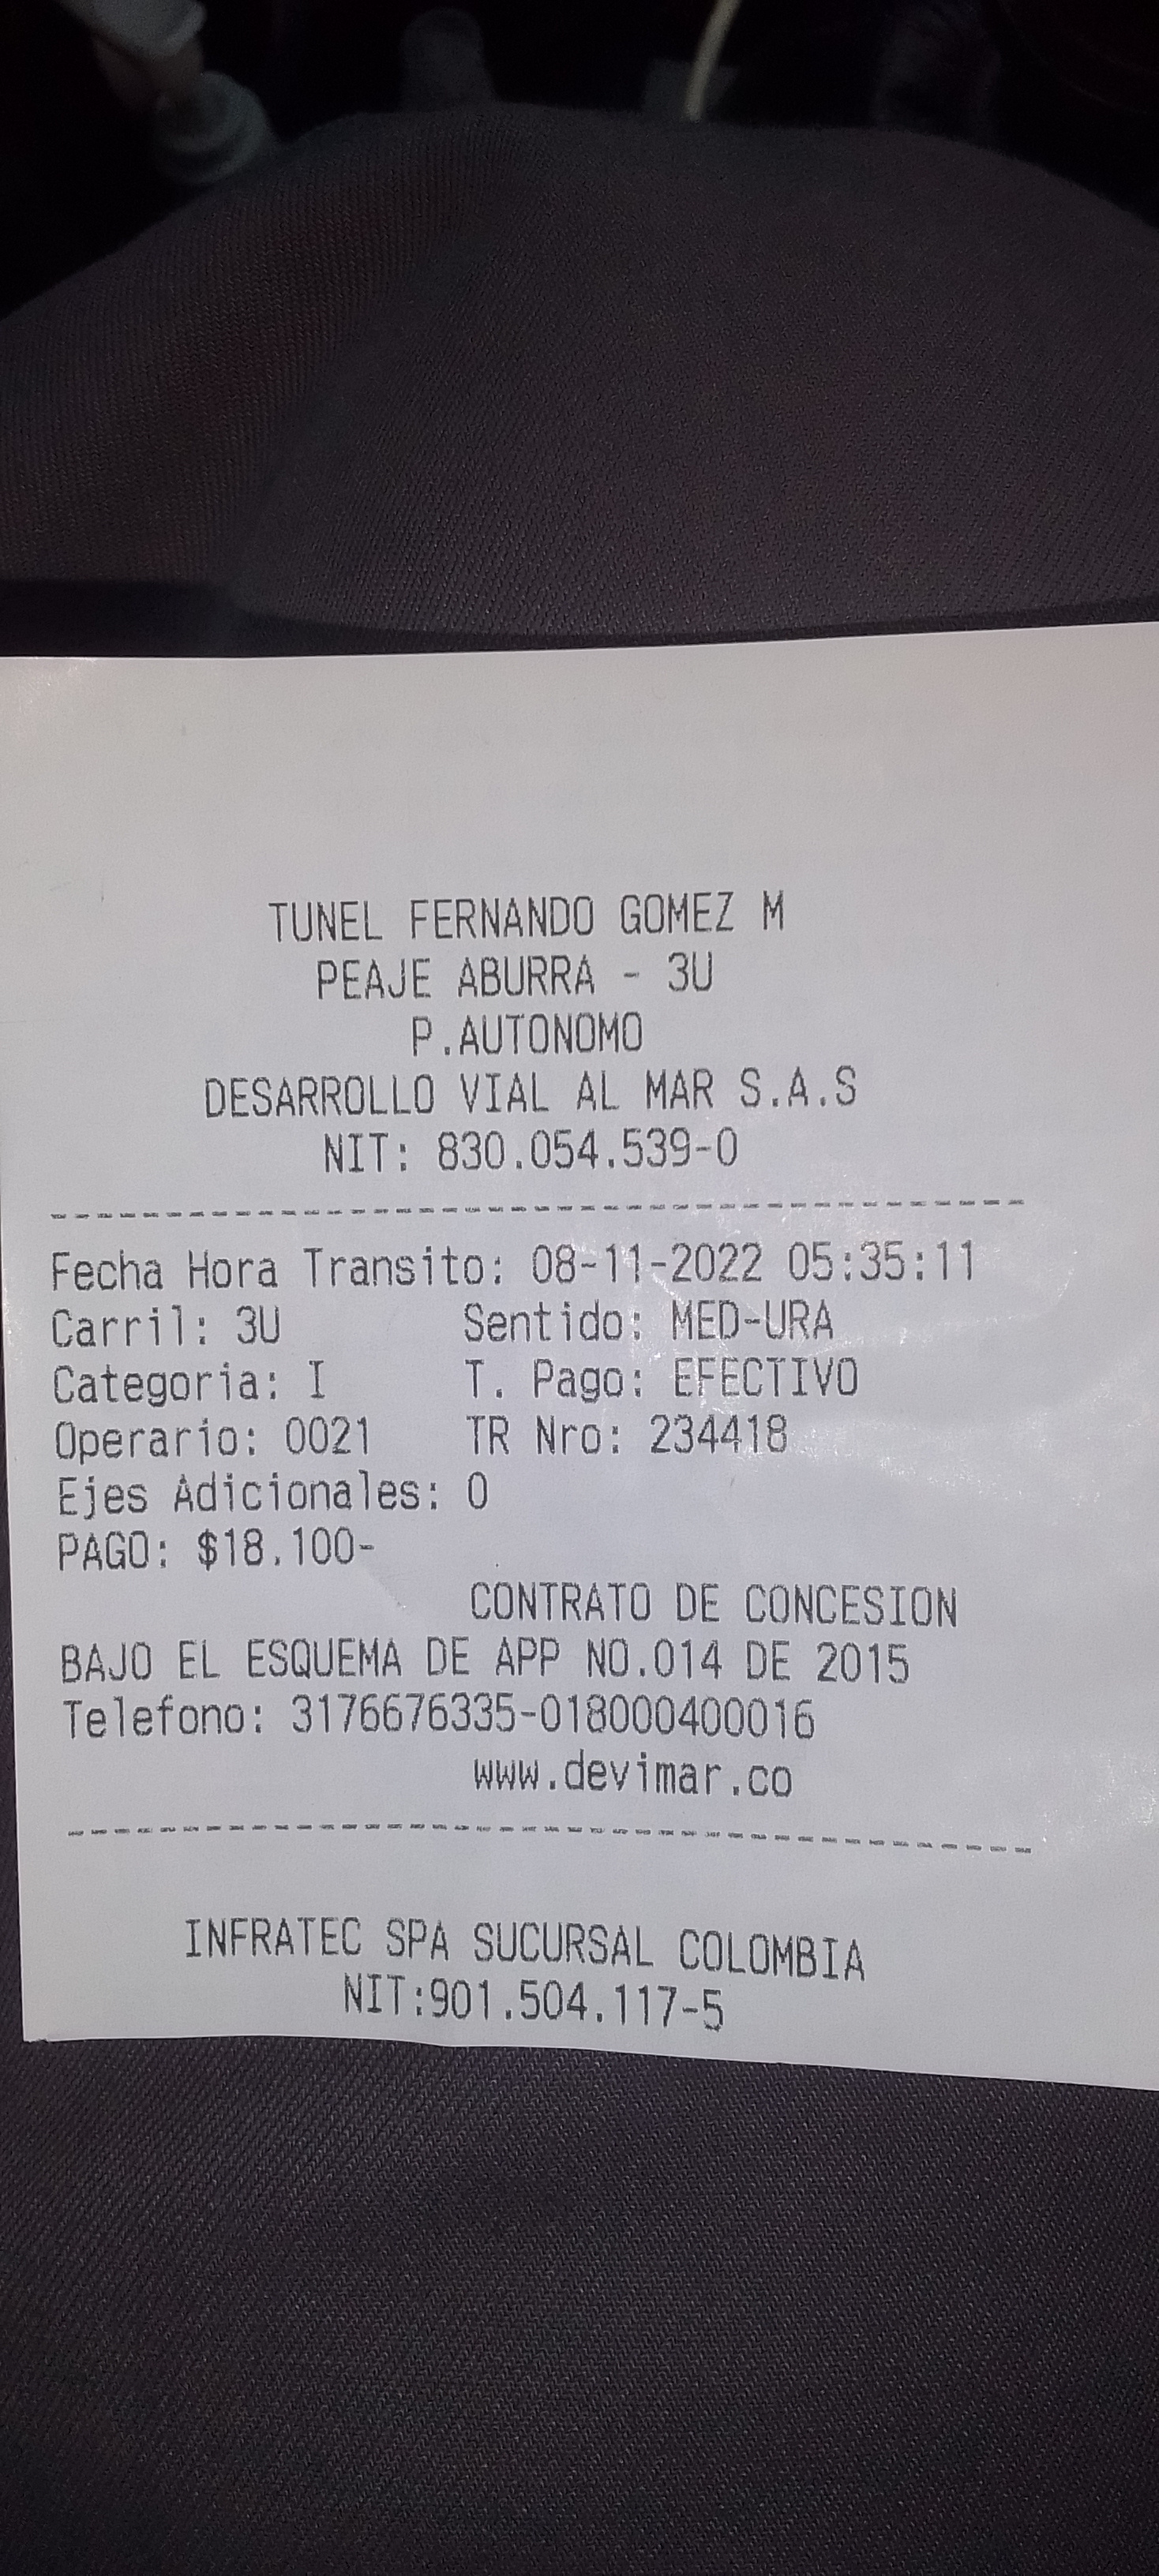 TUNEL FERNANDO GOMEZ M
PEAJE ABURRA - 3U
P.AUTONOMO
DESARROLLO VIAL AL MAR S.A.S
NIT: 830.054.539-0
Fecha Hora Transito: 08-11-2022 05:35:11
Carril: 3U Sentido: MED-URA
Categoria: I T. Pago: EFECTIVO
Operario: 0021 TR Nro: 234418
Ejes Adicionales: 0
PAGO: $18.100-
CONTRATO DE CONCESION
BAJO EL ESQUEMA DE APP NO.014 DE 2015
Telefono: 3176676335-018000400016
www.devimar.co
INFRATEC SPA SUCURSAL COLOMBIA
NIT:901.504.117-5